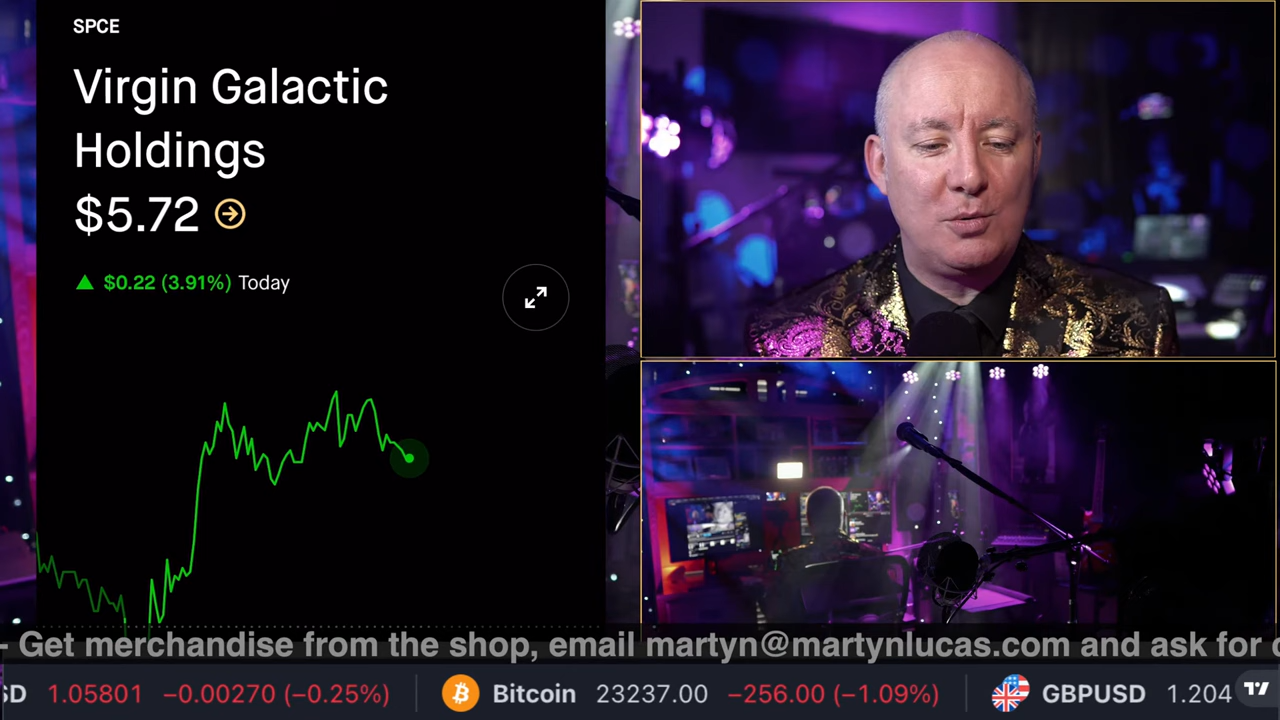 SPCE
Virgin Galactic
Holdings
$5.72
$0.22 (3.91%) Today
- Get merchandise from the shop, email martyn@martynlucas.com and ask for
SD 1.05801 −0.00270 (−0.25%) Bitcoin 23237.00 −256.00 (−1.09%) GBPUSD 1.204